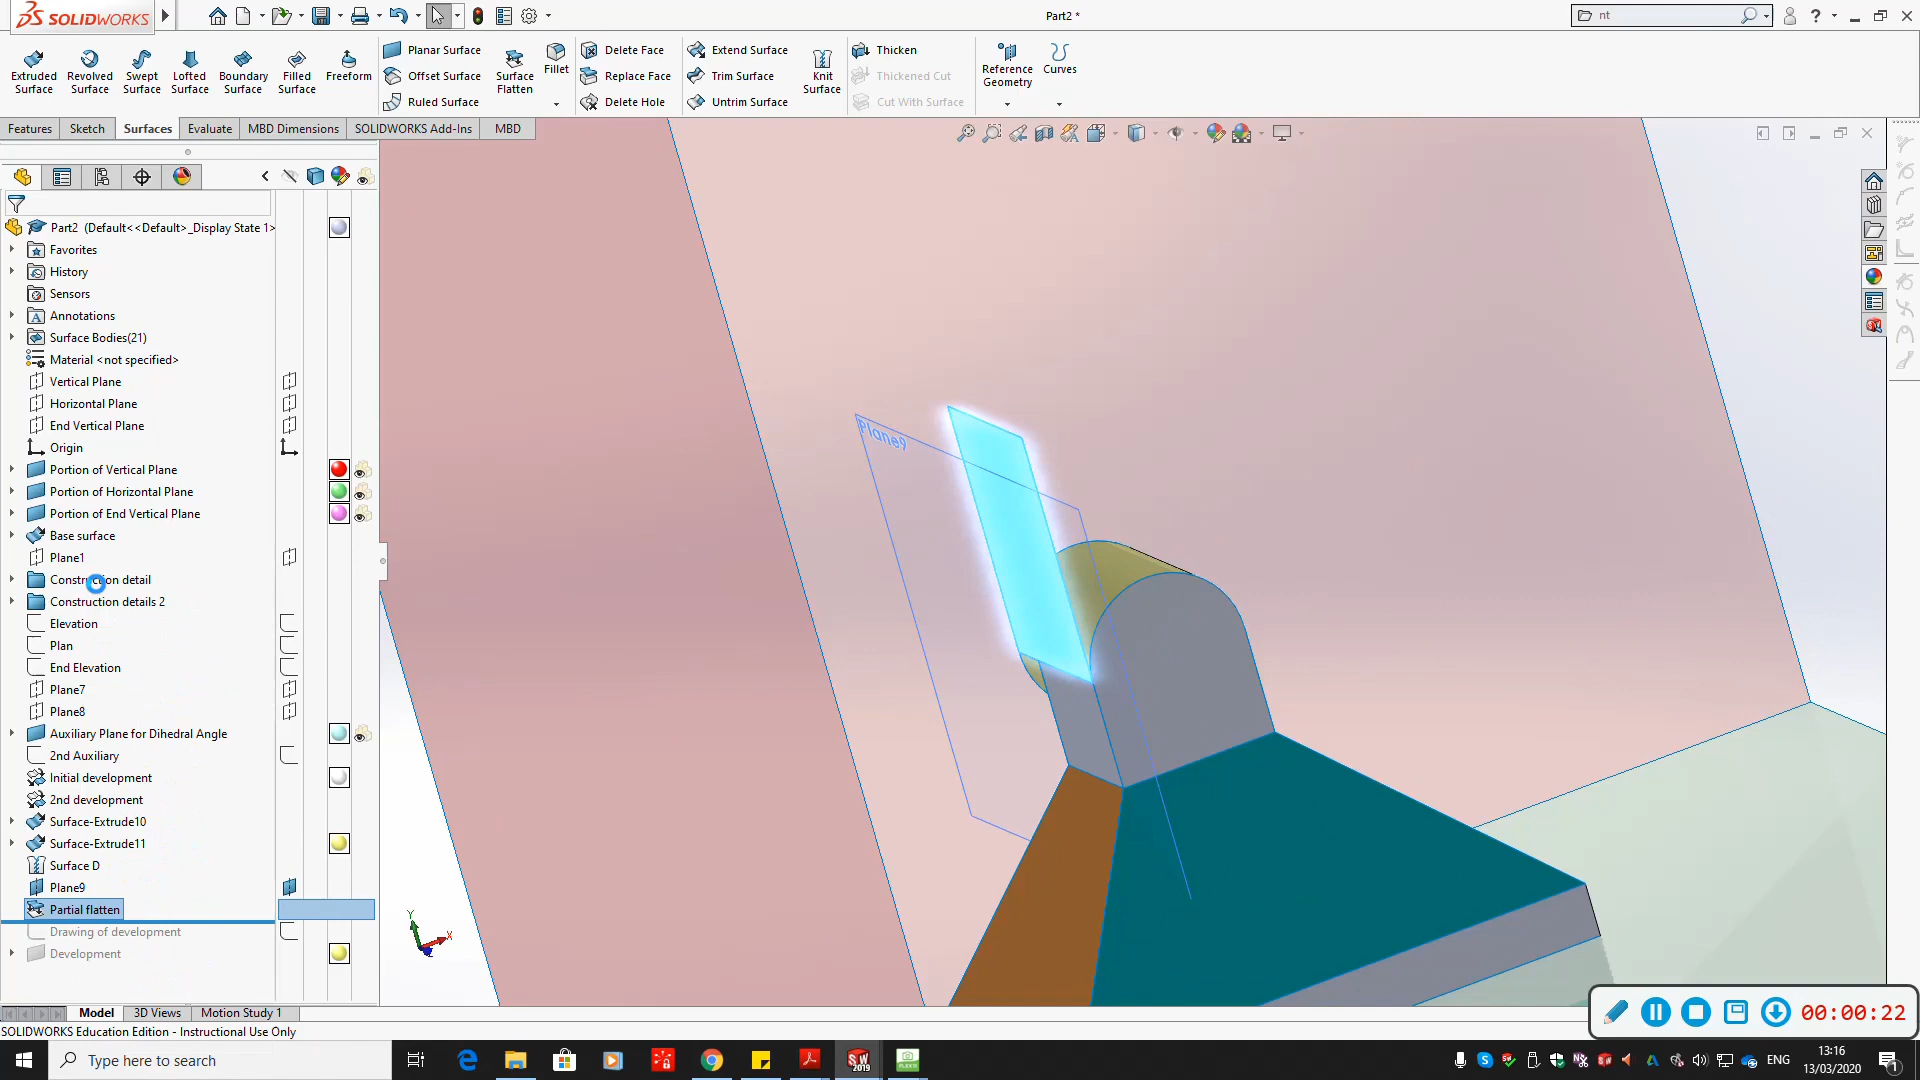 SOLIDWORKS
Part2 *
nt
Extruded Surface
Revolved Surface
Swept Surface
Lofted Surface
Boundary Surface
Filled Surface
Freeform
Planar Surface
Offset Surface
Ruled Surface
Surface Flatten
Fillet
Delete Face
Replace Face
Delete Hole
Extend Surface
Trim Surface
Untrim Surface
Knit Surface
Thicken
Thickened Cut
Cut With Surface
Reference Geometry
Curves
Features
Sketch
Surfaces
Evaluate
MBD Dimensions
SOLIDWORKS Add-Ins
MBD
Part2 (Default<<Default>_Display State 1>
Favorites
History
Sensors
Annotations
Surface Bodies(21)
Material <not specified>
Vertical Plane
Horizontal Plane
End Vertical Plane
Origin
Portion of Vertical Plane
Portion of Horizontal Plane
Portion of End Vertical Plane
Base surface
Plane1
Construction detail
Construction details 2
Elevation
Plan
End Elevation
Plane7
Plane8
Auxiliary Plane for Dihedral Angle
2nd Auxiliary
Initial development
2nd development
Surface-Extrude10
Surface-Extrude11
Surface D
Plane9
Partial flatten
Drawing of development
Development
Plane9
Y
X
Z
Model
3D Views
Motion Study 1
SOLIDWORKS Education Edition - Instructional Use Only
00:00:22
Type here to search
SW
2019
ENG
13:16
13/03/2020
1